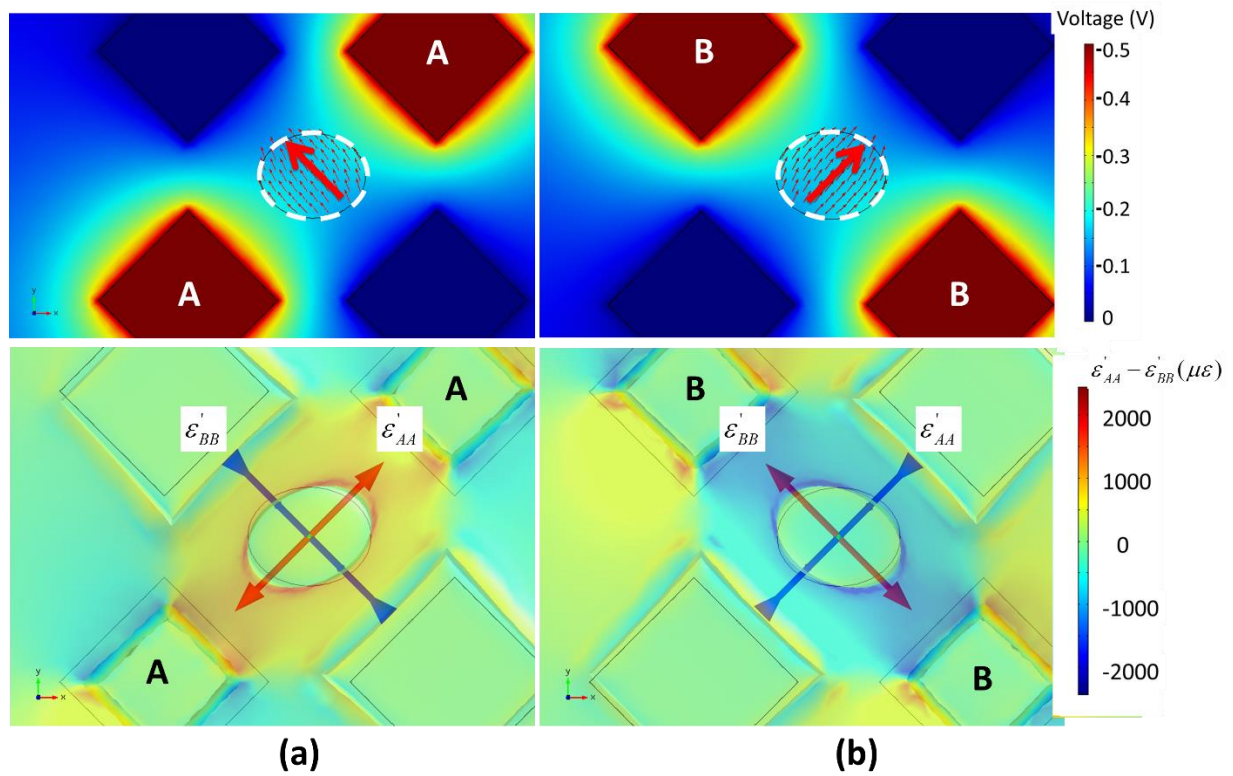 Voltage (V)
A
B
-0.5
-0.4
-0.3
-0.2
-0.1
0
A
B
y
x
y
x
ε'AA − ε'BB (με)
A
B
ε'BB
ε'AA
ε'BB
ε'AA
2000
1000
0
-1000
-2000
A
B
y
x
y
x
(a)
(b)